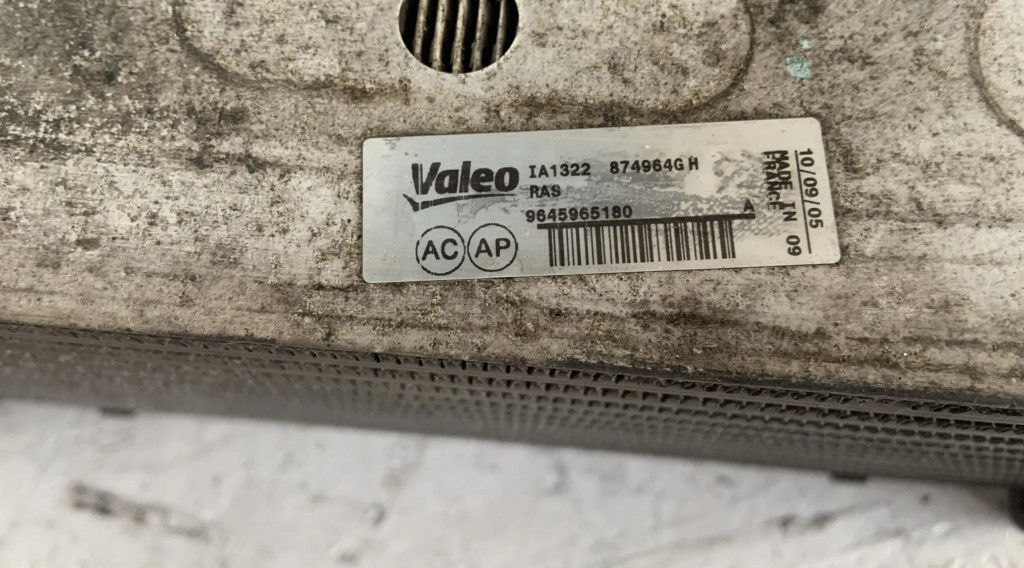 Valeo
IA1322 874964G H
RAS
9645965180 A
AC AP
MADE IN 09
FRANCE
10/09/05